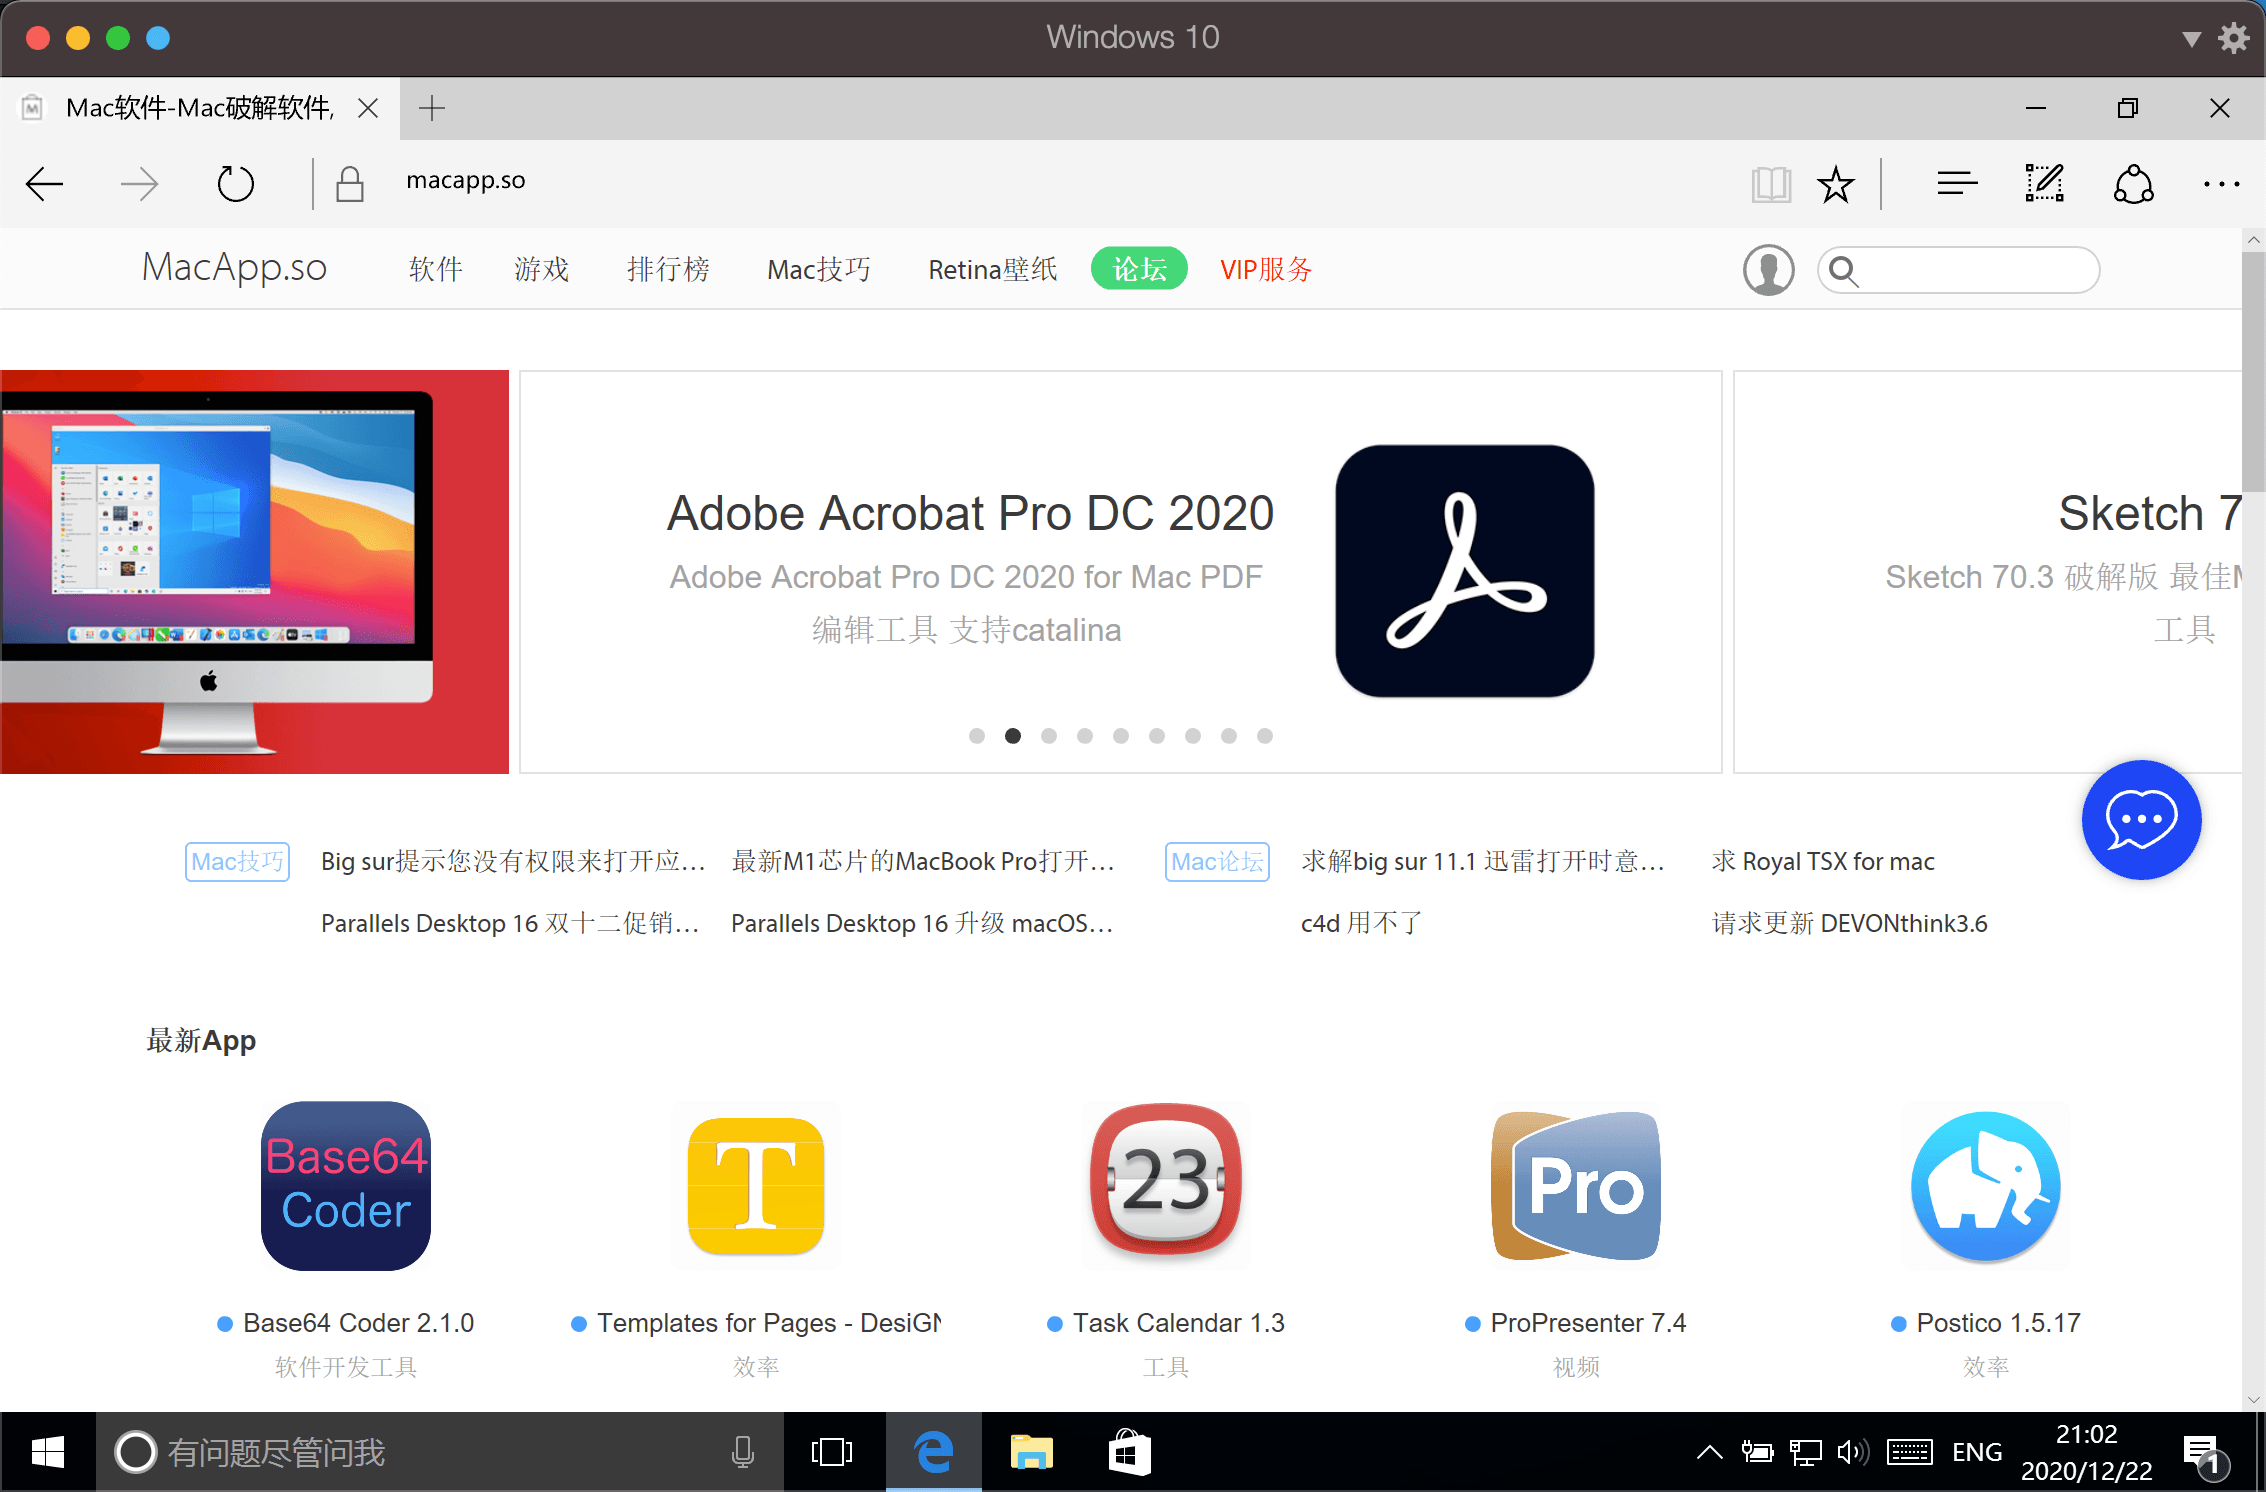 Windows 10
Mac软件-Mac破解软件,
macapp.so
MacApp.so 软件 游戏 排行榜 Mac技巧 Retina壁纸 论坛 VIP服务
Adobe Acrobat Pro DC 2020
Adobe Acrobat Pro DC 2020 for Mac PDF
编辑工具 支持catalina
Sketch 7
Sketch 70.3 破解版 最佳M
工具
Mac技巧 Big sur提示您没有权限来打开应… 最新M1芯片的MacBook Pro打开… Mac论坛 求解big sur 11.1 迅雷打开时意… 求 Royal TSX for mac
Parallels Desktop 16 双十二促销… Parallels Desktop 16 升级 macOS… c4d 用不了 请求更新 DEVONthink3.6
最新App
Base64
Coder
T
23
Pro
Base64 Coder 2.1.0 Templates for Pages - DesiGN Task Calendar 1.3 ProPresenter 7.4 Postico 1.5.17
软件开发工具 效率 工具 视频 效率
有问题尽管问我
ENG
21:02
2020/12/22
1